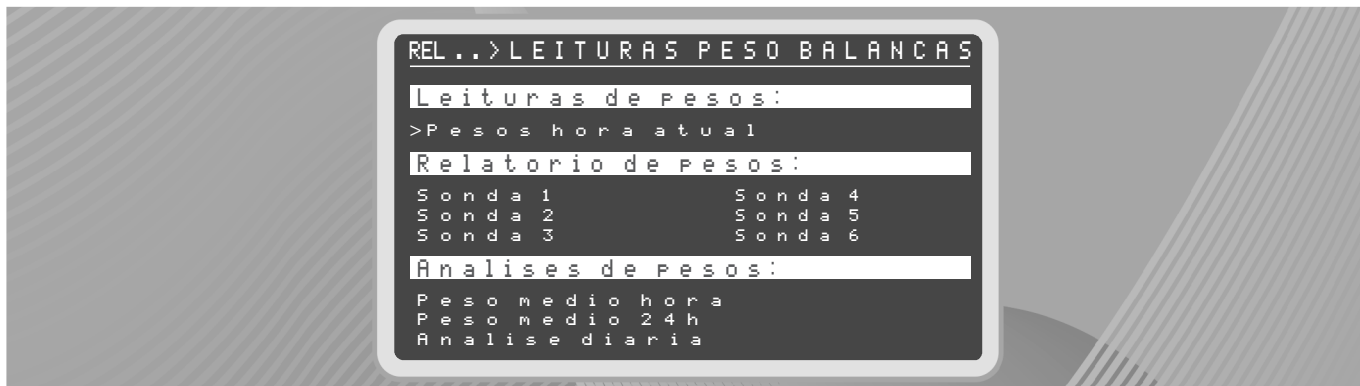 REL..>LEITURAS PESO BALANCAS
Leituras de pesos:
>Pesos hora atual
Relatorio de pesos:
Sonda 1 Sonda 4
Sonda 2 Sonda 5
Sonda 3 Sonda 6
Analises de pesos:
Peso medio hora
Peso medio 24h
Analise diaria